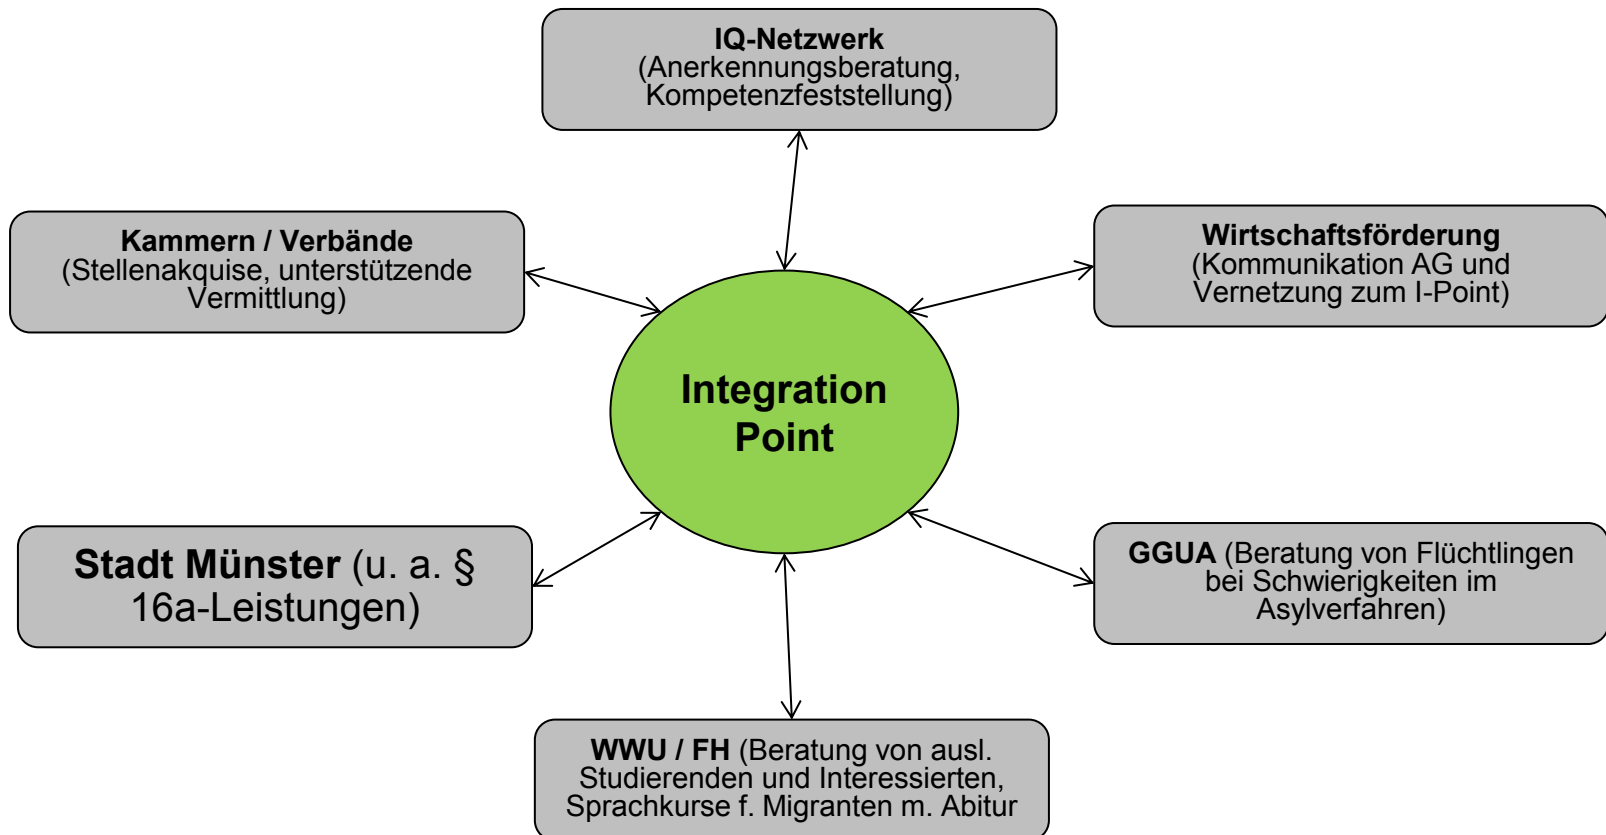 IQ-Netzwerk
(Anerkennungsberatung,
Kompetenzfeststellung)
Kammern / Verbände
(Stellenakquise, unterstützende
Vermittlung)
Wirtschaftsförderung
(Kommunikation AG und
Vernetzung zum I-Point)
Integration
Point
Stadt Münster (u. a. §
16a-Leistungen)
GGUA (Beratung von Flüchtlingen
bei Schwierigkeiten im
Asylverfahren)
WWU / FH (Beratung von ausl.
Studierenden und Interessierten,
Sprachkurse f. Migranten m. Abitur